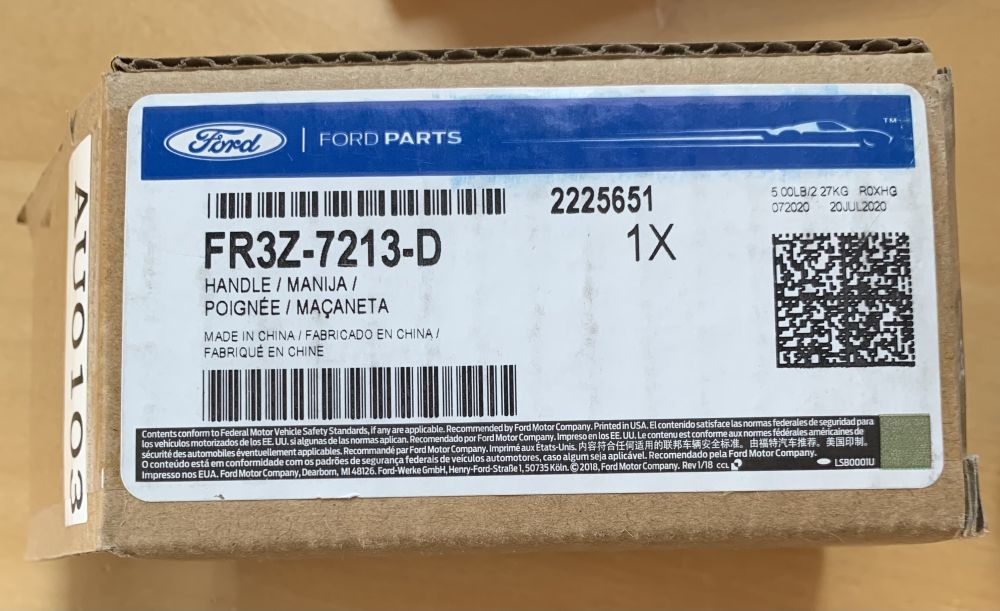 Ford | FORD PARTS
TM
2225651
5.00LB/2.27KG R0XHG
072020 20JUL2020
FR3Z-7213-D
1X
HANDLE / MANIJA /
POIGNÉE / MAÇANETA
MADE IN CHINA / FABRICADO EN CHINA /
FABRIQUÉ EN CHINE
Contents conform to Federal Motor Vehicle Safety Standards, if any are applicable. Recommended by Ford Motor Company. Printed in USA. El contenido satisface las normas federales de seguridad para
los vehículos motorizados de los EE. UU. si algunas de las normas aplican. Recomendado por Ford Motor Company. Impreso en los EE. UU. Le contenu est conforme aux normes fédérales américaines de
sécurité des automobiles éventuellement applicables. Recommandé par Ford Motor Company. Imprimé aux États-Unis. 内容符合任何适用的联邦车辆安全标准。由福特汽车推荐。美国印制。
O conteúdo está em conformidade com os padrões de segurança federais de veículos automotores, caso algum seja aplicável. Recomendado pela Ford Motor Company.
Impresso nos EUA. Ford Motor Company, Dearborn, MI 48126. Ford-Werke GmbH, Henry-Ford-Straße 1, 50735 Köln. © 2018, Ford Motor Company. Rev 1/18 CCL
LSB0001U
AUO103